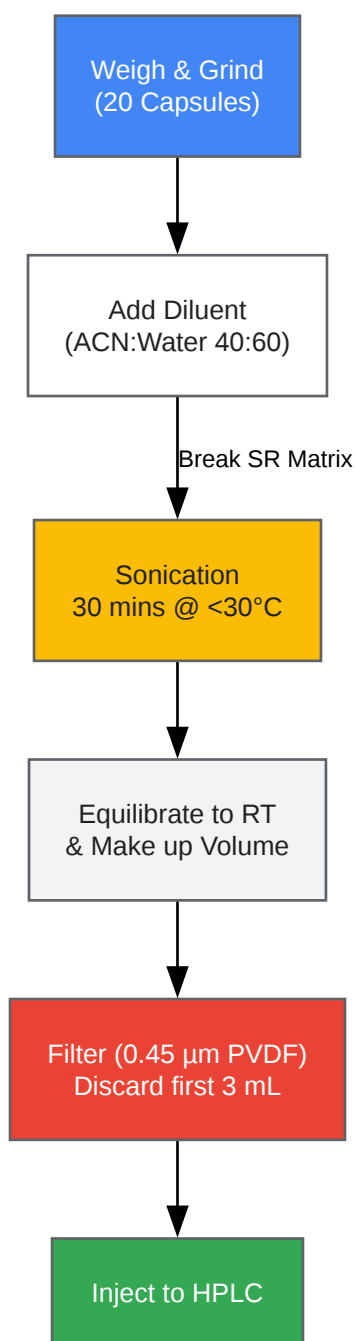 Weigh & Grind
(20 Capsules)
Add Diluent
(ACN:Water 40:60)
Break SR Matrix
Sonication
30 mins @ <30°C
Equilibrate to RT
& Make up Volume
Filter (0.45 µm PVDF)
Discard first 3 mL
Inject to HPLC